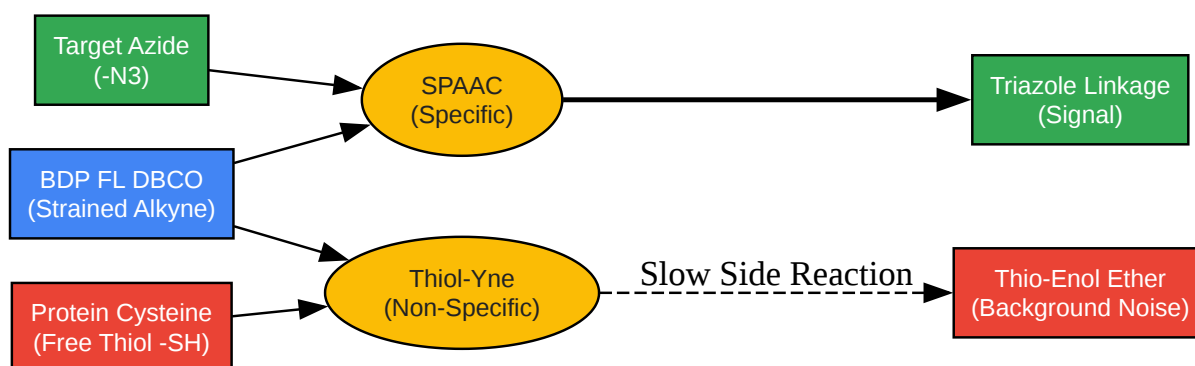 Target Azide
(-N3)
SPAAC
(Specific)
Triazole Linkage
(Signal)
BDP FL DBCO
(Strained Alkyne)
Thiol-Yne
(Non-Specific)
Slow Side Reaction
Thio-Enol Ether
(Background Noise)
Protein Cysteine
(Free Thiol -SH)